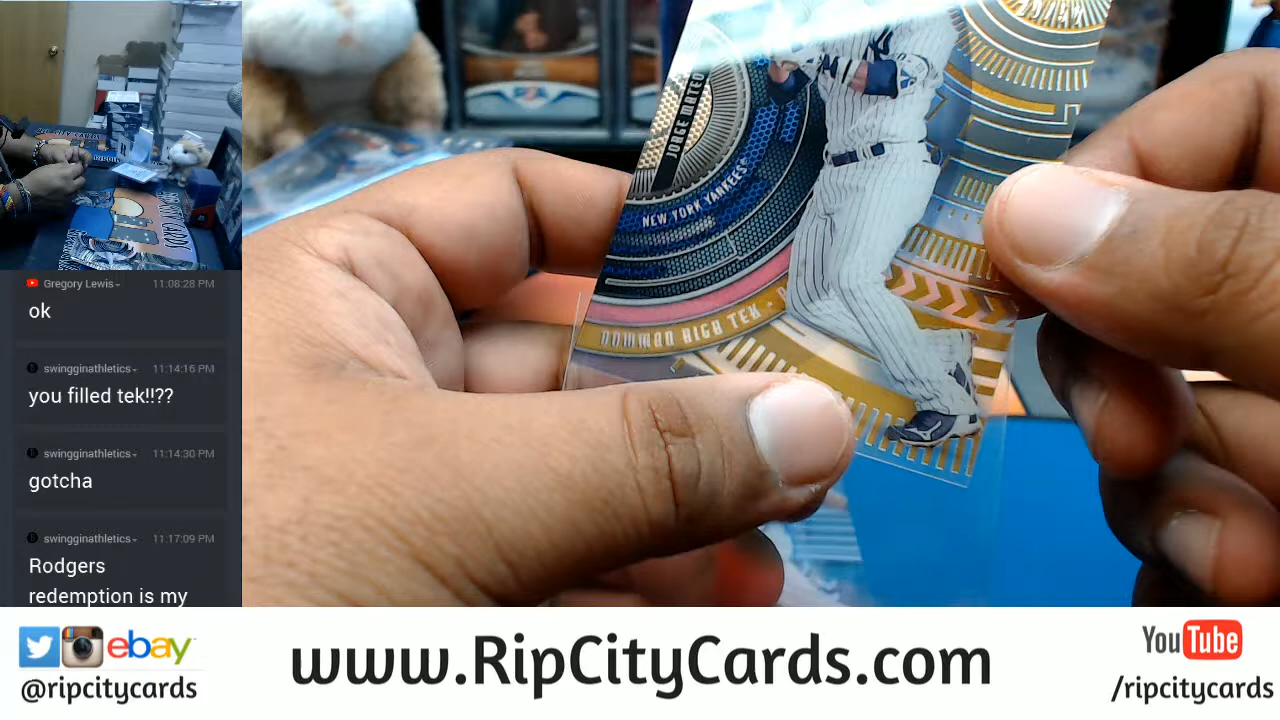 Gregory Lewis 11:08:28 PM
ok
swingginathletics 11:14:16 PM
you filled tek!!??
swingginathletics 11:14:30 PM
gotcha
swingginathletics 11:17:09 PM
Rodgers
redemption is my
JORGE MATEO
NEW YORK YANKEES
BOWMAN HIGH TEK
ebay
@ripcitycards
www.RipCityCards.com
YouTube
/ripcitycards